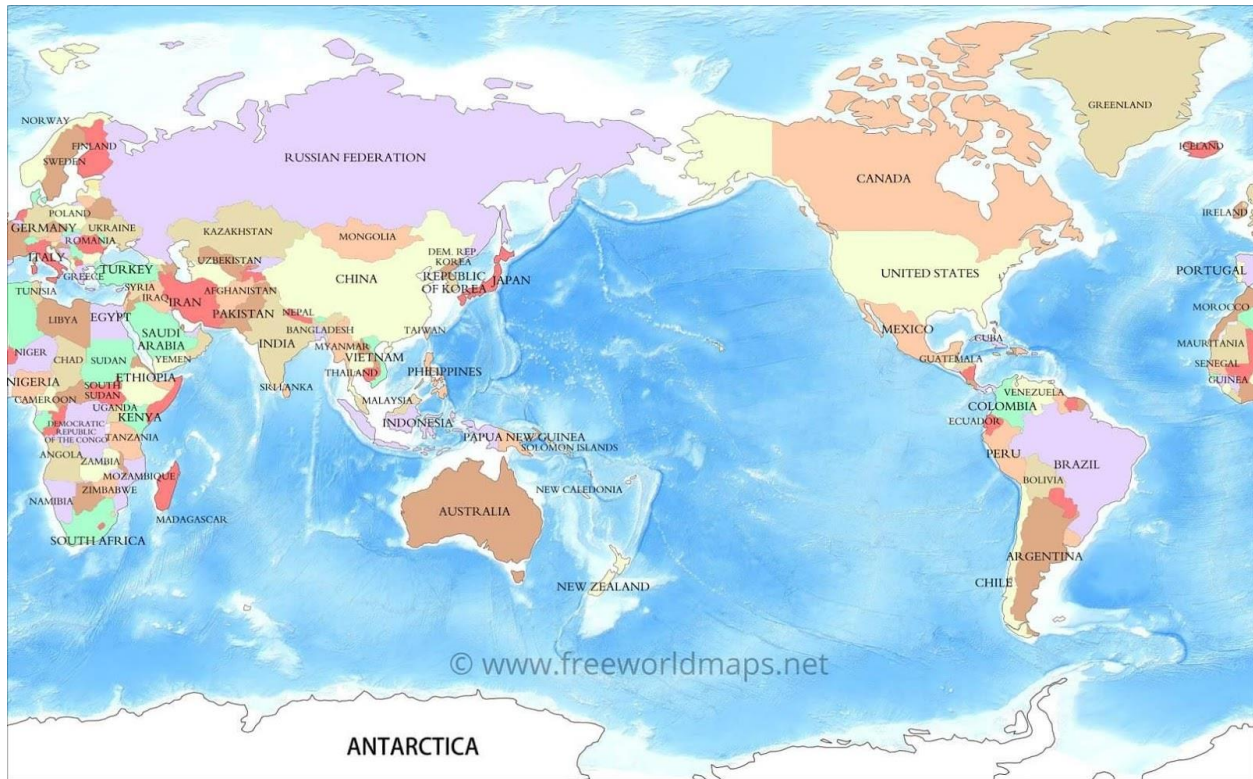 GREENLAND
NORWAY
FINLAND
SWEDEN
ICELAND
RUSSIAN FEDERATION
CANADA
POLAND
IRELAND
GERMANY
UKRAINE
KAZAKHSTAN
MONGOLIA
ROMANIA
DEM. REP.
KOREA
ITALY
UZBEKISTAN
TURKEY
CHINA
REPUBLIC
OF KOREA
JAPAN
UNITED STATES
PORTUGAL
GREECE
TUNISIA
SYRIA
IRAQ
IRAN
AFGHANISTAN
MOROCCO
LIBYA
EGYPT
PAKISTAN
NEPAL
MEXICO
SAUDI
ARABIA
BANGLADESH
TAIWAN
INDIA
CUBA
MAURITANIA
NIGER
CHAD
SUDAN
YEMEN
MYANMAR
VIETNAM
GUATEMALA
SENEGAL
THAILAND
PHILIPPINES
NIGERIA
ETHIOPIA
SRI LANKA
GUINEA
SOUTH
SUDAN
VENEZUELA
CAMEROON
UGANDA
MALAYSIA
COLOMBIA
KENYA
DEMOCRATIC
REPUBLIC
OF THE CONGO
INDONESIA
ECUADOR
TANZANIA
PAPUA NEW GUINEA
SOLOMON ISLANDS
ANGOLA
PERU
ZAMBIA
BRAZIL
MOZAMBIQUE
BOLIVIA
ZIMBABWE
NAMIBIA
NEW CALEDONIA
AUSTRALIA
MADAGASCAR
SOUTH AFRICA
ARGENTINA
CHILE
NEW ZEALAND
© www.freeworldmaps.net
ANTARCTICA